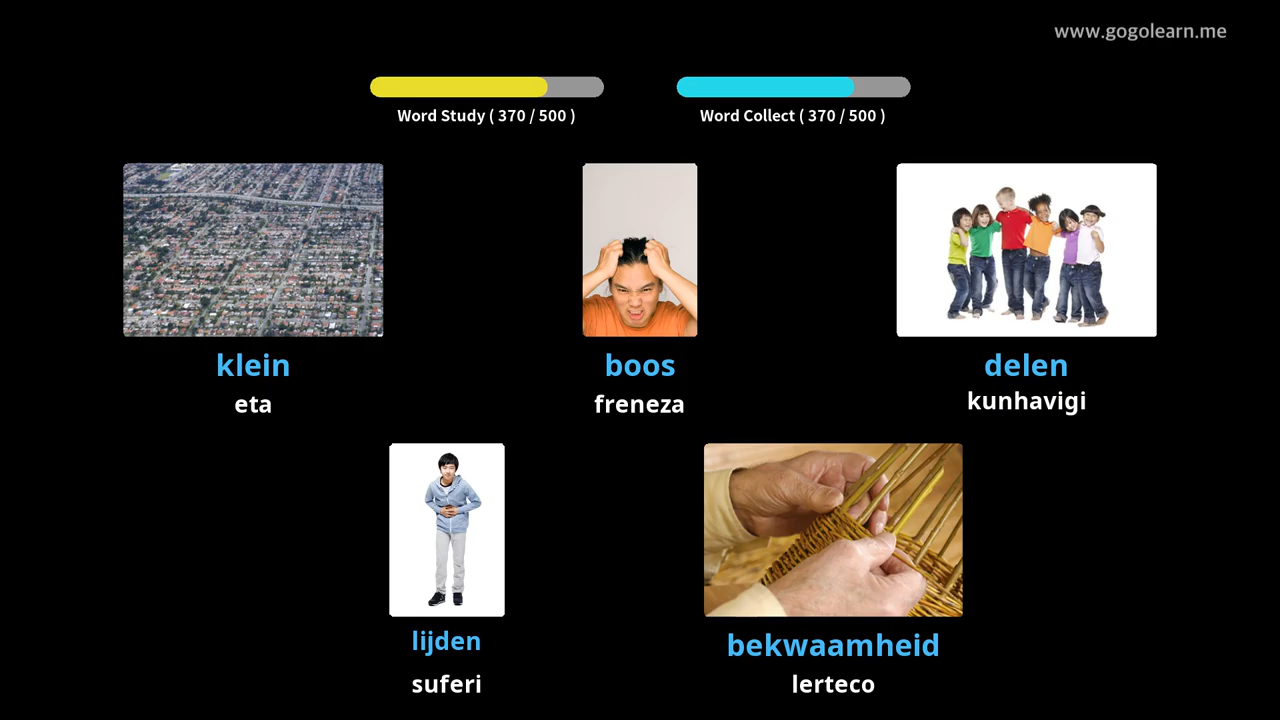 www.gogolearn.me
Word Study ( 370 / 500 )
Word Collect ( 370 / 500 )
klein
eta
boos
freneza
delen
kunhavigi
lijden
suferi
bekwaamheid
lerteco